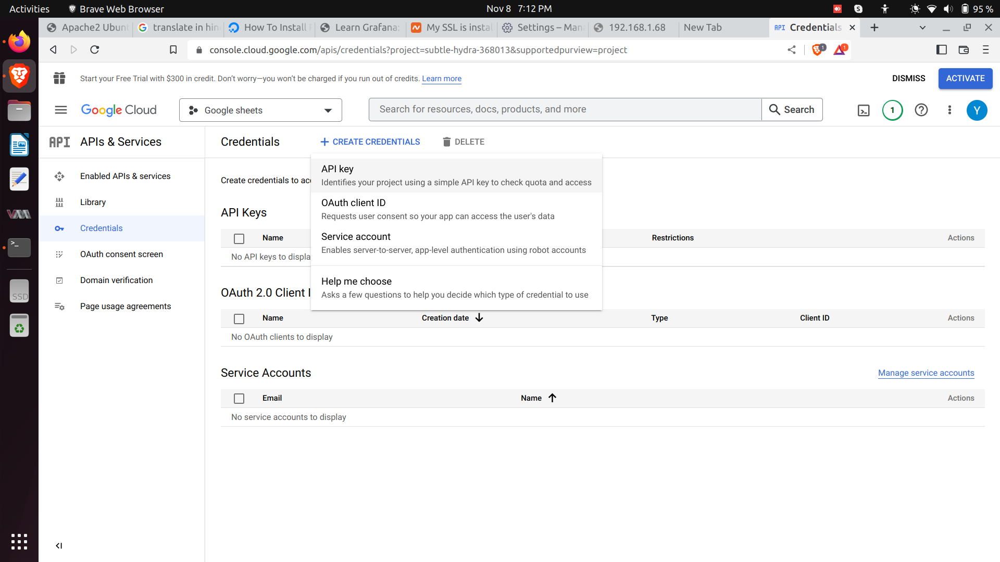 Activities
Brave Web Browser
Nov 8 7:12 PM
95 %
Apache2 Ubunt
translate in hin
How To Install
Learn Grafana:
My SSL is instal
Settings – Man
192.168.1.68
New Tab
API Credentials
console.cloud.google.com/apis/credentials?project=subtle-hydra-368013&supportedpurview=project
1
1
Start your Free Trial with $300 in credit. Don't worry—you won't be charged if you run out of credits. Learn more
DISMISS
ACTIVATE
Google Cloud
Google sheets
Search for resources, docs, products, and more
Search
1
Y
API APIs & Services
Credentials
CREATE CREDENTIALS
DELETE
Enabled APIs & services
Library
Credentials
OAuth consent screen
Domain verification
Page usage agreements
Create credentials to acc
API key
Identifies your project using a simple API key to check quota and access
OAuth client ID
Requests user consent so your app can access the user's data
Service account
Enables server-to-server, app-level authentication using robot accounts
Help me choose
Asks a few questions to help you decide which type of credential to use
API Keys
Name
Restrictions
Actions
No API keys to displa
OAuth 2.0 Client I
Name
Creation date
Type
Client ID
Actions
No OAuth clients to display
Service Accounts
Manage service accounts
Email
Name
Actions
No service accounts to display
SSD